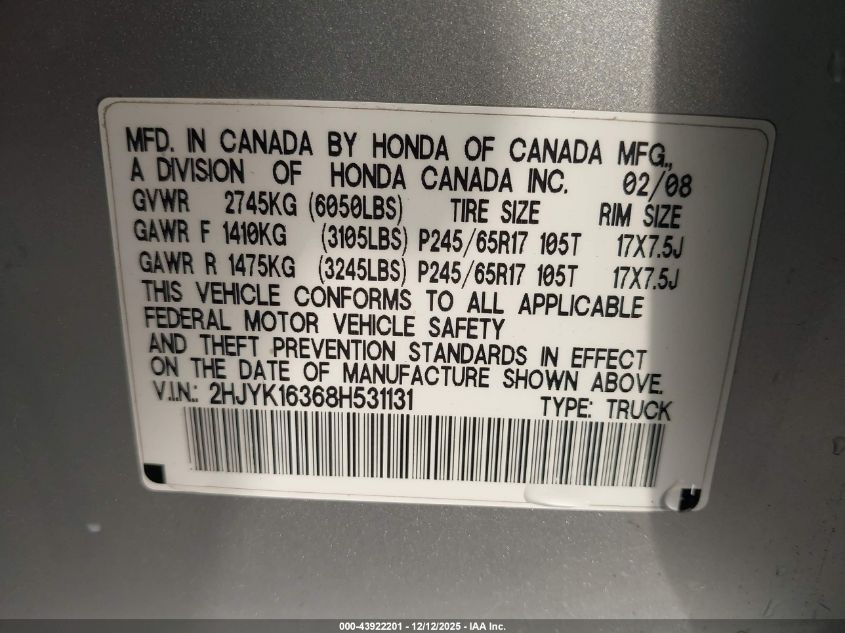 MFD. IN CANADA BY HONDA OF CANADA MFG.,
A DIVISION OF HONDA CANADA INC. 02/08
GVWR 2745KG (6050LBS) TIRE SIZE RIM SIZE
GAWR F 1410KG (3105LBS) P245/65R17 105T 17X7.5J
GAWR R 1475KG (3245LBS) P245/65R17 105T 17X7.5J
THIS VEHICLE CONFORMS TO ALL APPLICABLE
FEDERAL MOTOR VEHICLE SAFETY
AND THEFT PREVENTION STANDARDS IN EFFECT
ON THE DATE OF MANUFACTURE SHOWN ABOVE.
V.I.N.: 2HJYK16368H531131 TYPE: TRUCK
000-43922201 - 12/12/2025 - IAA Inc.